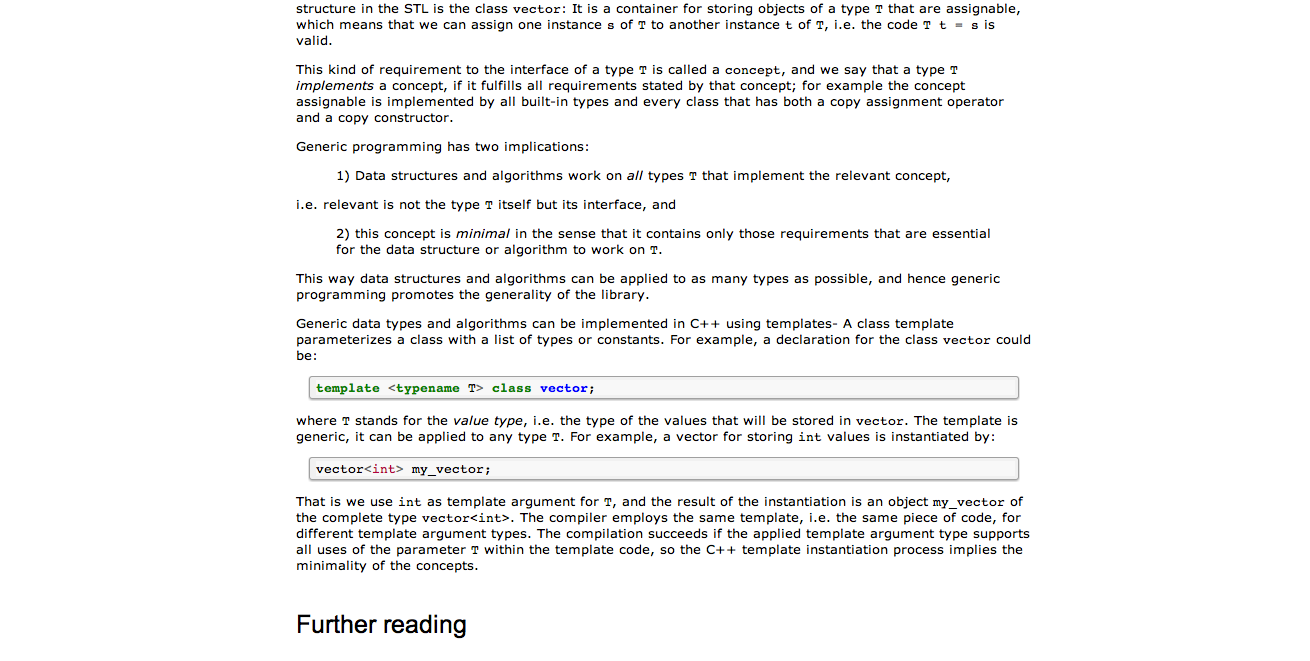 structure in the STL is the class vector: It is a container for storing objects of a type T that are assignable,
which means that we can assign one instance s of T to another instance t of T, i.e. the code T t = s is
valid.
This kind of requirement to the interface of a type T is called a concept, and we say that a type T
implements a concept, if it fulfills all requirements stated by that concept; for example the concept
assignable is implemented by all built-in types and every class that has both a copy assignment operator
and a copy constructor.
Generic programming has two implications:
1) Data structures and algorithms work on all types T that implement the relevant concept,
i.e. relevant is not the type T itself but its interface, and
2) this concept is minimal in the sense that it contains only those requirements that are essential
for the data structure or algorithm to work on T.
This way data structures and algorithms can be applied to as many types as possible, and hence generic
programming promotes the generality of the library.
Generic data types and algorithms can be implemented in C++ using templates- A class template
parameterizes a class with a list of types or constants. For example, a declaration for the class vector could
be:
template <typename T> class vector;
where T stands for the value type, i.e. the type of the values that will be stored in vector. The template is
generic, it can be applied to any type T. For example, a vector for storing int values is instantiated by:
vector<int> my_vector;
That is we use int as template argument for T, and the result of the instantiation is an object my_vector of
the complete type vector<int>. The compiler employs the same template, i.e. the same piece of code, for
different template argument types. The compilation succeeds if the applied template argument type supports
all uses of the parameter T within the template code, so the C++ template instantiation process implies the
minimality of the concepts.
Further reading